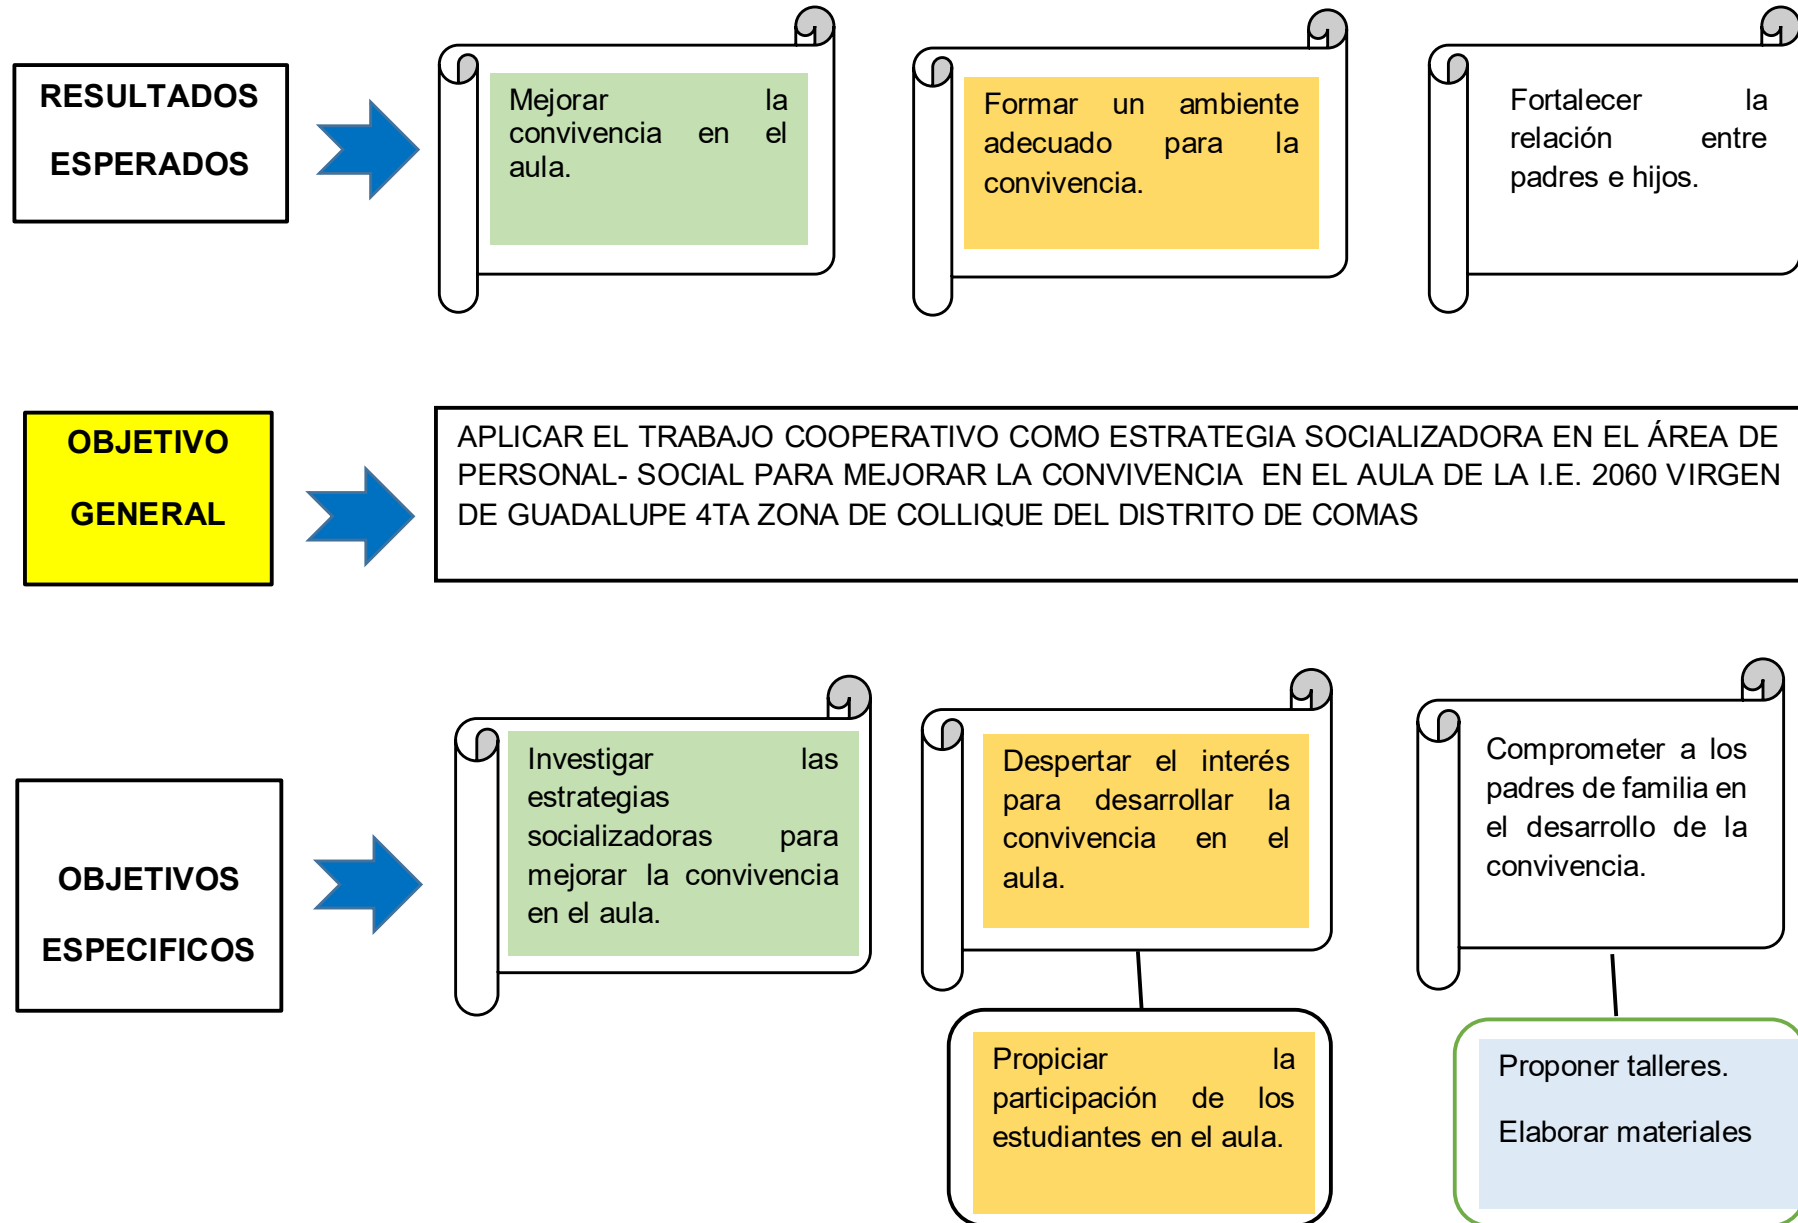 RESULTADOS
ESPERADOS
Mejorar la
convivencia en el
aula.
Formar un ambiente
adecuado para la
convivencia.
Fortalecer la
relación entre
padres e hijos.
OBJETIVO
GENERAL
APLICAR EL TRABAJO COOPERATIVO COMO ESTRATEGIA SOCIALIZADORA EN EL ÁREA DE
PERSONAL- SOCIAL PARA MEJORAR LA CONVIVENCIA EN EL AULA DE LA I.E. 2060 VIRGEN
DE GUADALUPE 4TA ZONA DE COLLIQUE DEL DISTRITO DE COMAS
OBJETIVOS
ESPECIFICOS
Investigar las
estrategias
socializadoras para
mejorar la convivencia
en el aula.
Despertar el interés
para desarrollar la
convivencia en el
aula.
Comprometer a los
padres de familia en
el desarrollo de la
convivencia.
Propiciar la
participación de los
estudiantes en el aula.
Proponer talleres.
Elaborar materiales